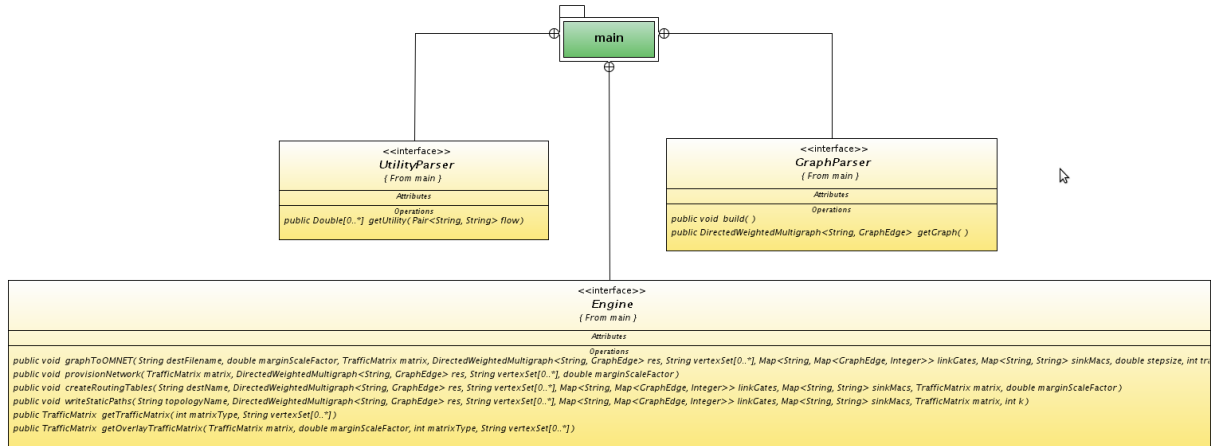 main
<<interface>>
UtilityParser
{ From main }
Attributes
Operations
public Double[0..*] getUtility( Pair<String, String> flow)
<<interface>>
GraphParser
{ From main }
Attributes
Operations
public void build( )
public DirectedWeightedMultigraph<String, GraphEdge> getGraph( )
<<interface>>
Engine
{ From main }
Attributes
Operations
public void graphToOMNET( String destFilename, double marginScaleFactor, TrafficMatrix matrix, DirectedWeightedMultigraph<String, GraphEdge> res, String vertexSet[0..*], Map<String, Map<GraphEdge, Integer>> linkGates, Map<String, String> sinkMacs, double stepsize, int tra
public void provisionNetwork( TrafficMatrix matrix, DirectedWeightedMultigraph<String, GraphEdge> res, String vertexSet[0..*], double marginScaleFactor )
public void createRoutingTables( String destName, DirectedWeightedMultigraph<String, GraphEdge> res, String vertexSet[0..*], Map<String, Map<GraphEdge, Integer>> linkGates, Map<String, String> sinkMacs, TrafficMatrix matrix, double marginScaleFactor )
public void writeStaticPaths( String topologyName, DirectedWeightedMultigraph<String, GraphEdge> res, String vertexSet[0..*], Map<String, Map<GraphEdge, Integer>> linkGates, Map<String, String> sinkMacs, TrafficMatrix matrix, int k )
public TrafficMatrix getTrafficMatrix( int matrixType, String vertexSet[0..*] )
public TrafficMatrix getOverlayTrafficMatrix( TrafficMatrix matrix, double marginScaleFactor, int matrixType, String vertexSet[0..*] )